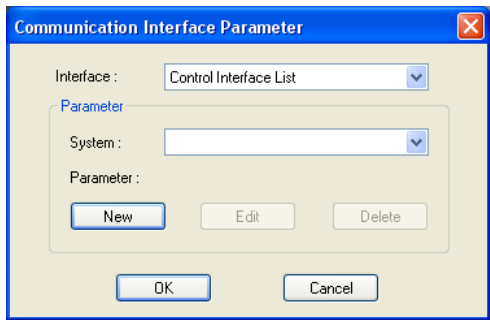 Communication Interface Parameter
Interface : Control Interface List
Parameter
System :
Parameter :
New Edit Delete
OK Cancel